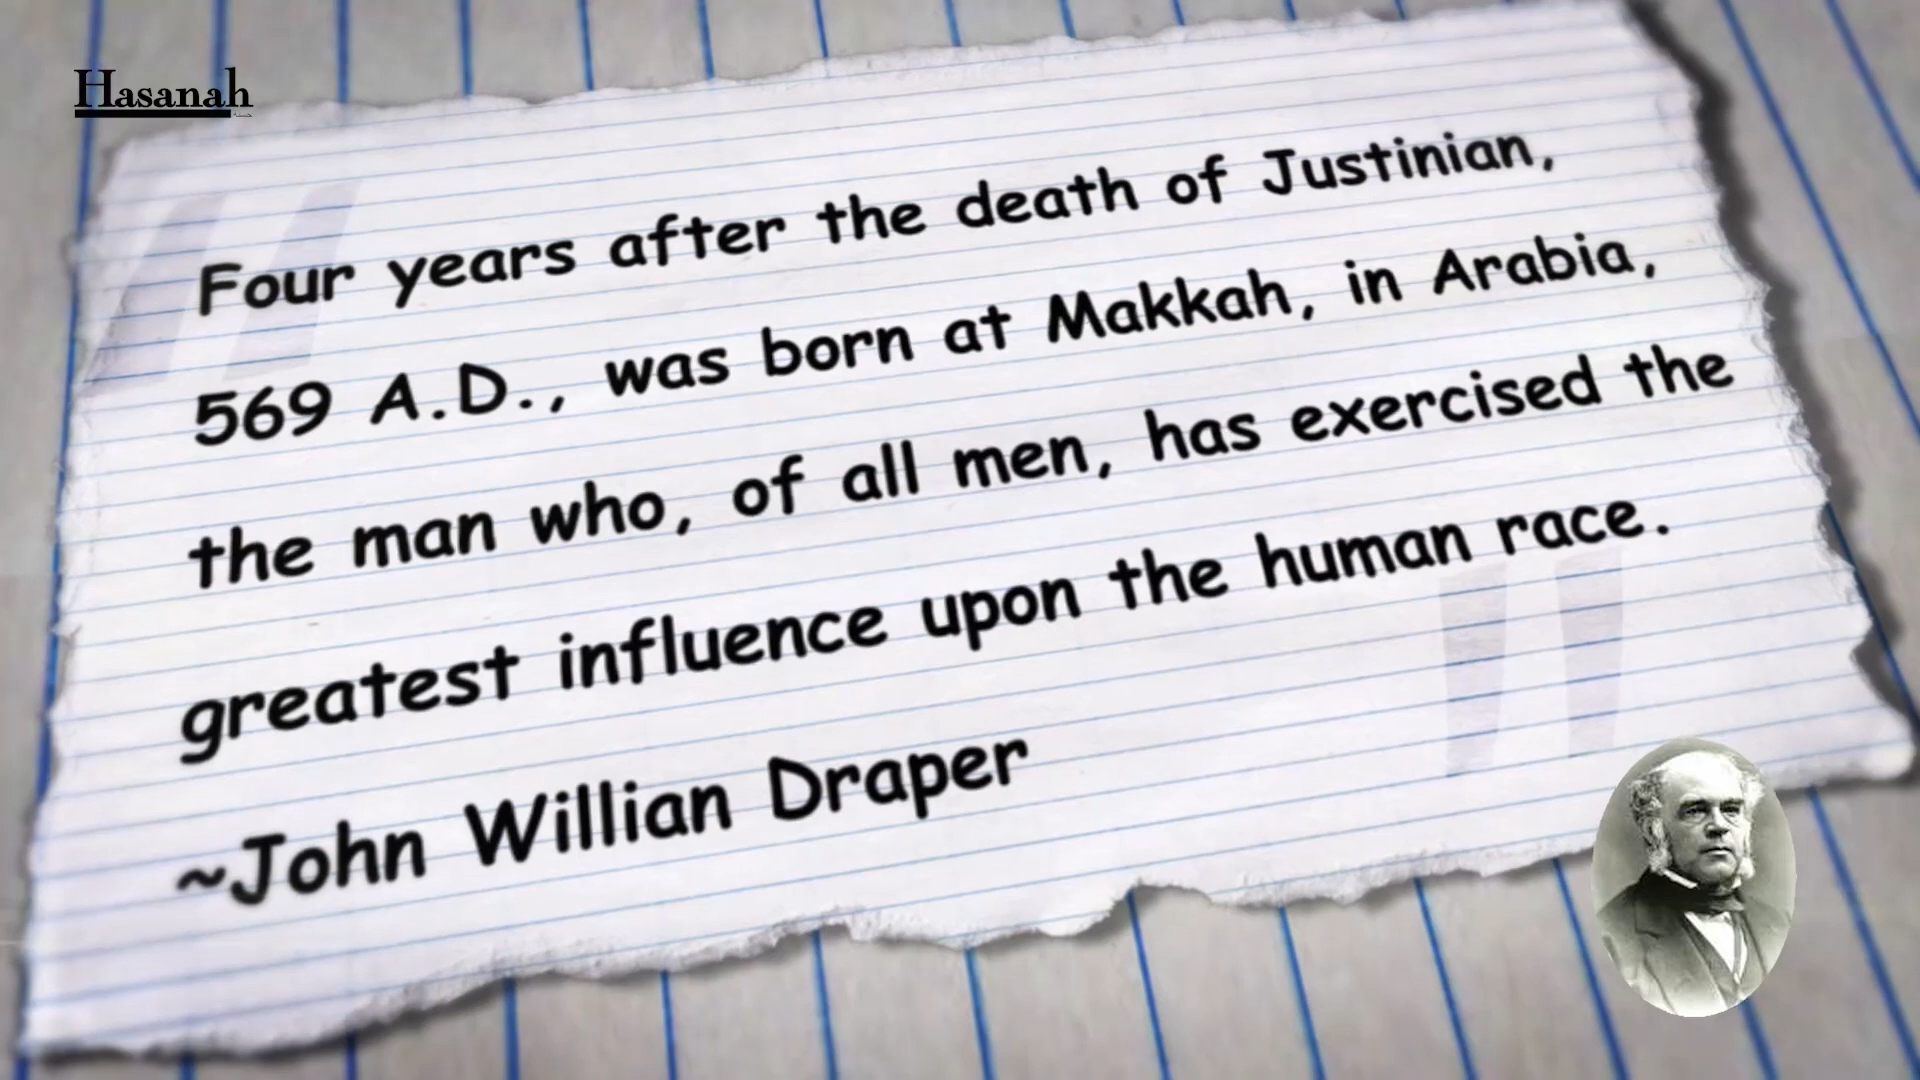 Hasanah
Four years after the death of Justinian,
569 A.D., was born at Makkah, in Arabia,
the man who, of all men, has exercised the
greatest influence upon the human race.
~John Willian Draper